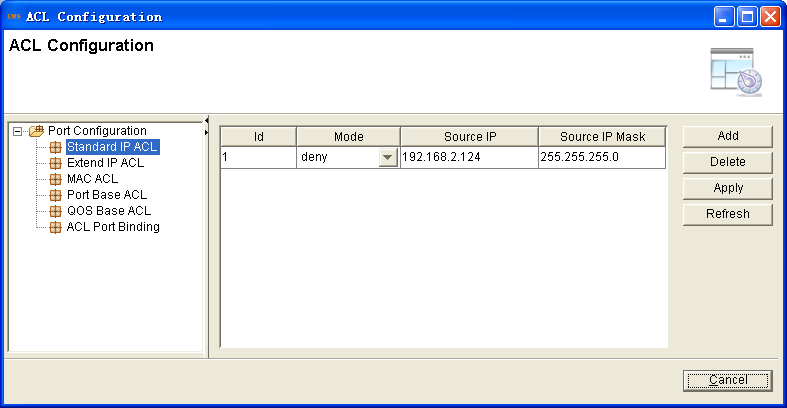 EMS ACL Configuration
ACL Configuration
Port Configuration
Standard IP ACL
Extend IP ACL
MAC ACL
Port Base ACL
QOS Base ACL
ACL Port Binding
Id Mode Source IP Source IP Mask
1 deny 192.168.2.124 255.255.255.0
Add
Delete
Apply
Refresh
Cancel